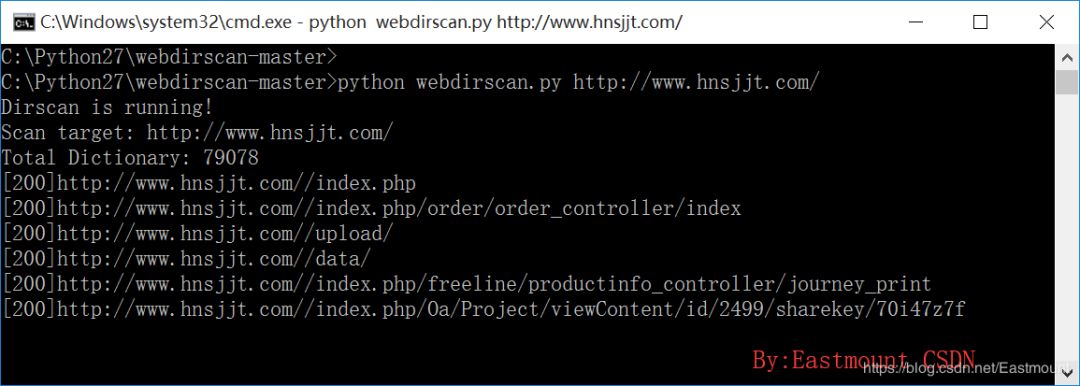 C:\Windows\system32\cmd.exe - python  webdirscan.py http://www.hnsjjt.com/
C:\Python27\webdirscan-master>
C:\Python27\webdirscan-master>python webdirscan.py http://www.hnsjjt.com/
Dirscan is running!
Scan target: http://www.hnsjjt.com/
Total Dictionary: 79078
[200]http://www.hnsjjt.com//index.php
[200]http://www.hnsjjt.com//index.php/order/order_controller/index
[200]http://www.hnsjjt.com//upload/
[200]http://www.hnsjjt.com//data/
[200]http://www.hnsjjt.com//index.php/freeline/productinfo_controller/journey_print
[200]http://www.hnsjjt.com//index.php/Oa/Project/viewContent/id/2499/sharekey/70i47z7f
By:Eastmount CSDN
https://blog.csdn.net/Eastmount